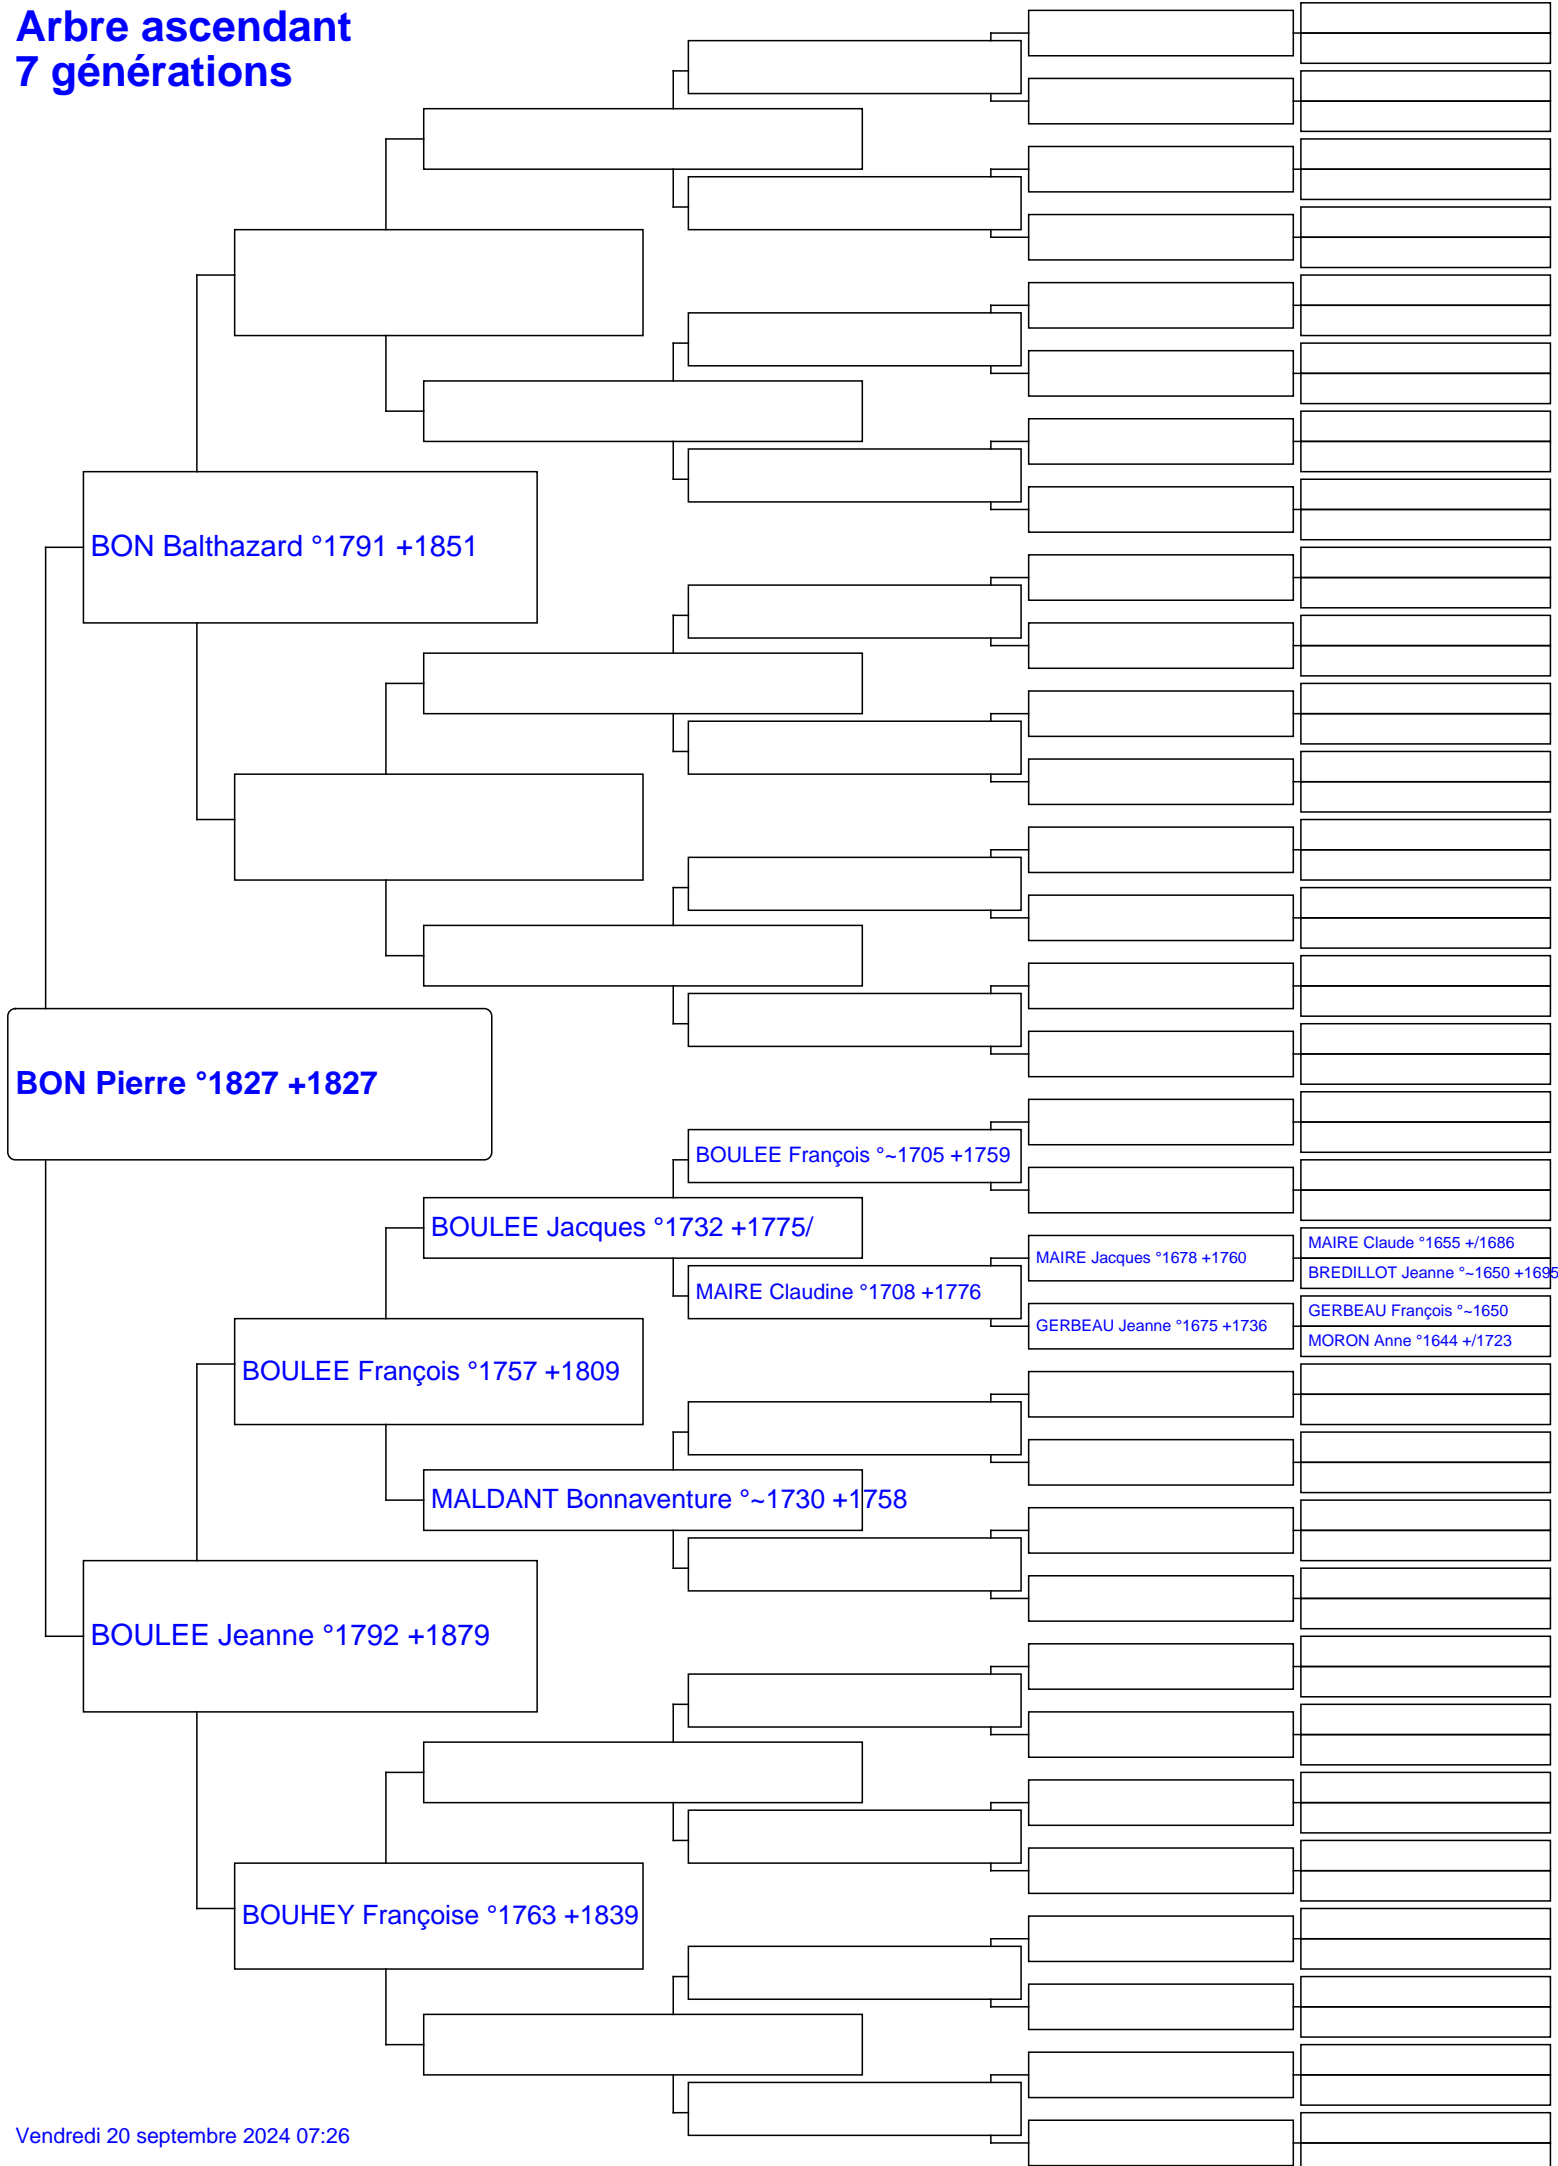 Arbre ascendant
7 générations
BON Balthazard °1791 +1851
BON Pierre °1827 +1827
BOULEE François °~1705 +1759
BOULEE Jacques °1732 +1775/
MAIRE Claude °1655 +/1686
MAIRE Jacques °1678 +1760
BREDILLOT Jeanne °~1650 +1695
MAIRE Claudine °1708 +1776
GERBEAU François °~1650
GERBEAU Jeanne °1675 +1736
MORON Anne °1644 +/1723
BOULEE François °1757 +1809
MALDANT Bonnaventure °~1730 +1758
BOULEE Jeanne °1792 +1879
BOUHEY Françoise °1763 +1839
Vendredi 20 septembre 2024 07:26